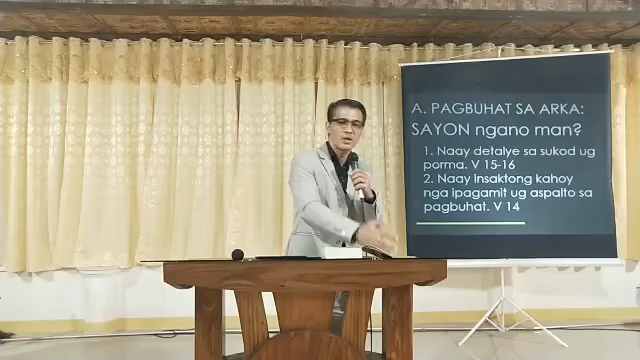 A. PAGBUHAT SA ARKA:
SAYON ngano man?
1. Naay detalye sa sukod ug
porma. V 15-16
2. Naay Insaktong kahoy
nga ipagamit ug aspalto sa
pagbuhat. V 14